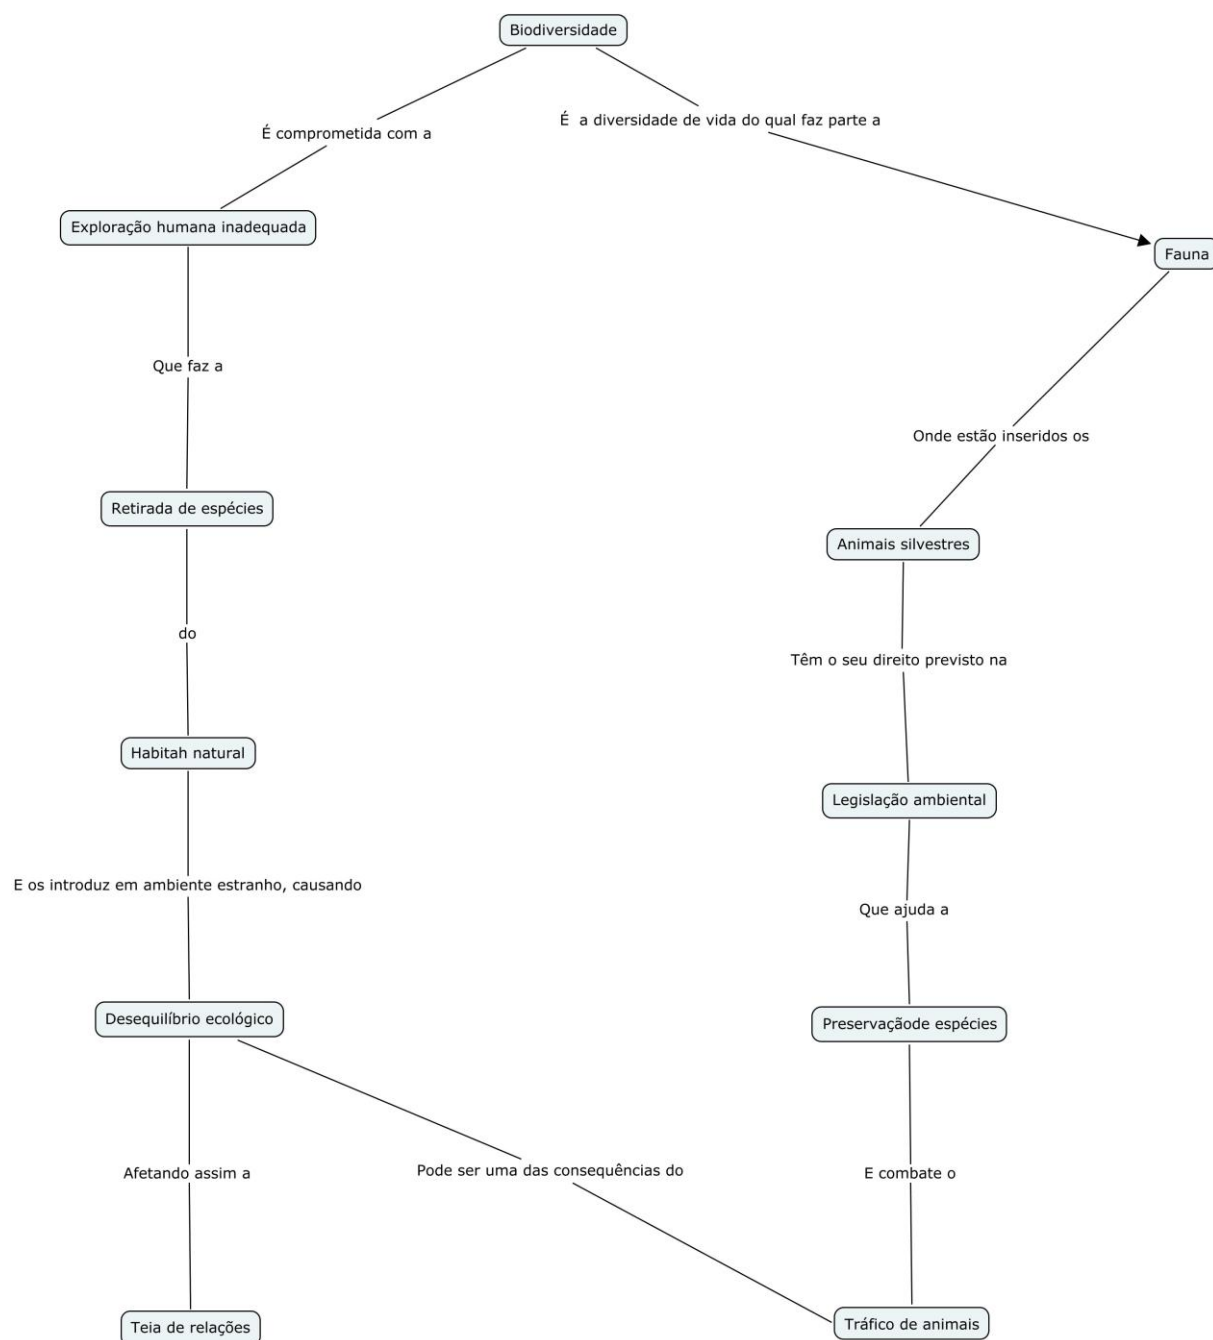 Biodiversidade
É  a diversidade de vida do qual faz parte a
É comprometida com a
Exploração humana inadequada
Fauna
Que faz a
Onde estão inseridos os
Retirada de espécies
Animais silvestres
do
Têm o seu direito previsto na
Habitah natural
Legislação ambiental
E os introduz em ambiente estranho, causando
Que ajuda a
Desequilíbrio ecológico
Preservaçãode espécies
Afetando assim a
Pode ser uma das consequências do
E combate o
Teia de relações
Tráfico de animais